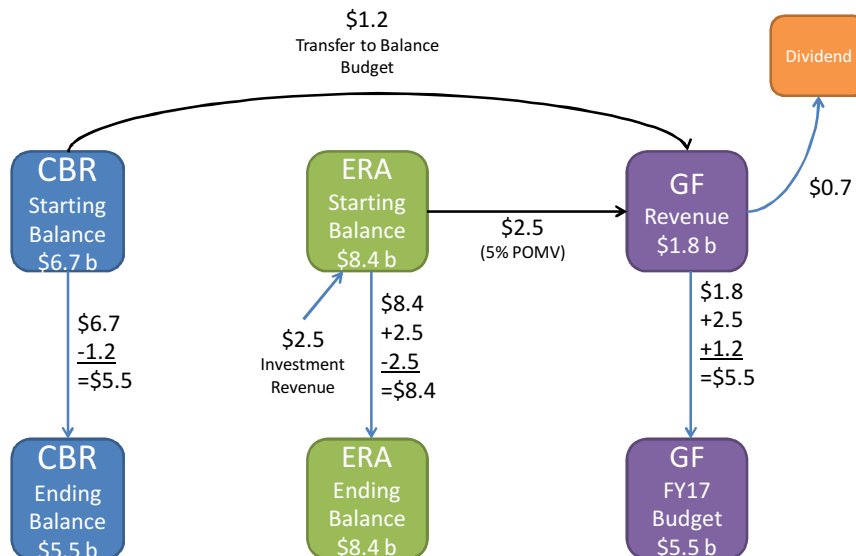 $1.2
Transfer to Balance
Budget
Dividend
CBR
Starting
Balance
$6.7 b
ERA
Starting
Balance
$8.4 b
GF
Revenue
$1.8 b
$0.7
$2.5
(5% POMV)
$6.7
-1.2
=$5.5
$2.5
Investment
Revenue
$8.4
+2.5
-2.5
=$8.4
$1.8
+2.5
+1.2
=$5.5
CBR
Ending
Balance
$5.5 b
ERA
Ending
Balance
$8.4 b
GF
FY17
Budget
$5.5 b